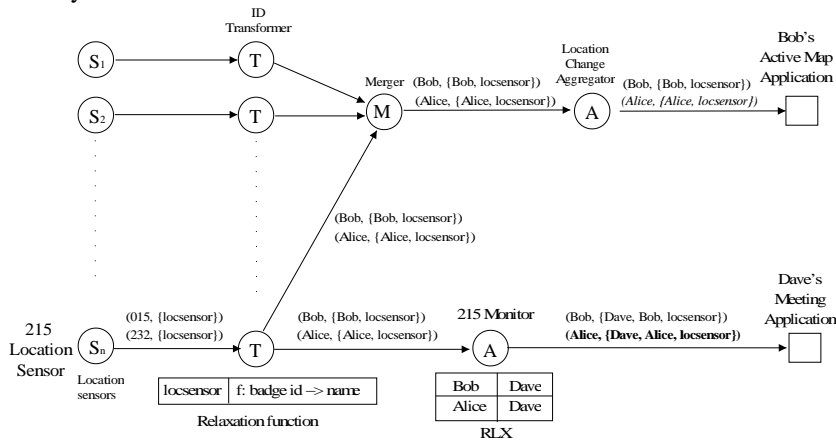 ID
Transformer
S1
T
Merger
(Bob, {Bob, locsensor})
(Alice, {Alice, locsensor})
Location
Change
Aggregator
(Bob, {Bob, locsensor})
(Alice, {Alice, locsensor})
Bob's
Active Map
Application
S2
T
M
A
(Bob, {Bob, locsensor})
(Alice, {Alice, locsensor})
215
Location
Sensor
Sn
Location
sensors
(015, {locsensor})
(232, {locsensor})
T
(Bob, {Bob, locsensor})
(Alice, {Alice, locsensor})
215 Monitor
A
(Bob, {Dave, Bob, locsensor})
(Alice, {Dave, Alice, locsensor})
Dave's
Meeting
Application
locsensor f: badge id –> name
Relaxation function
Bob Dave
Alice Dave
RLX